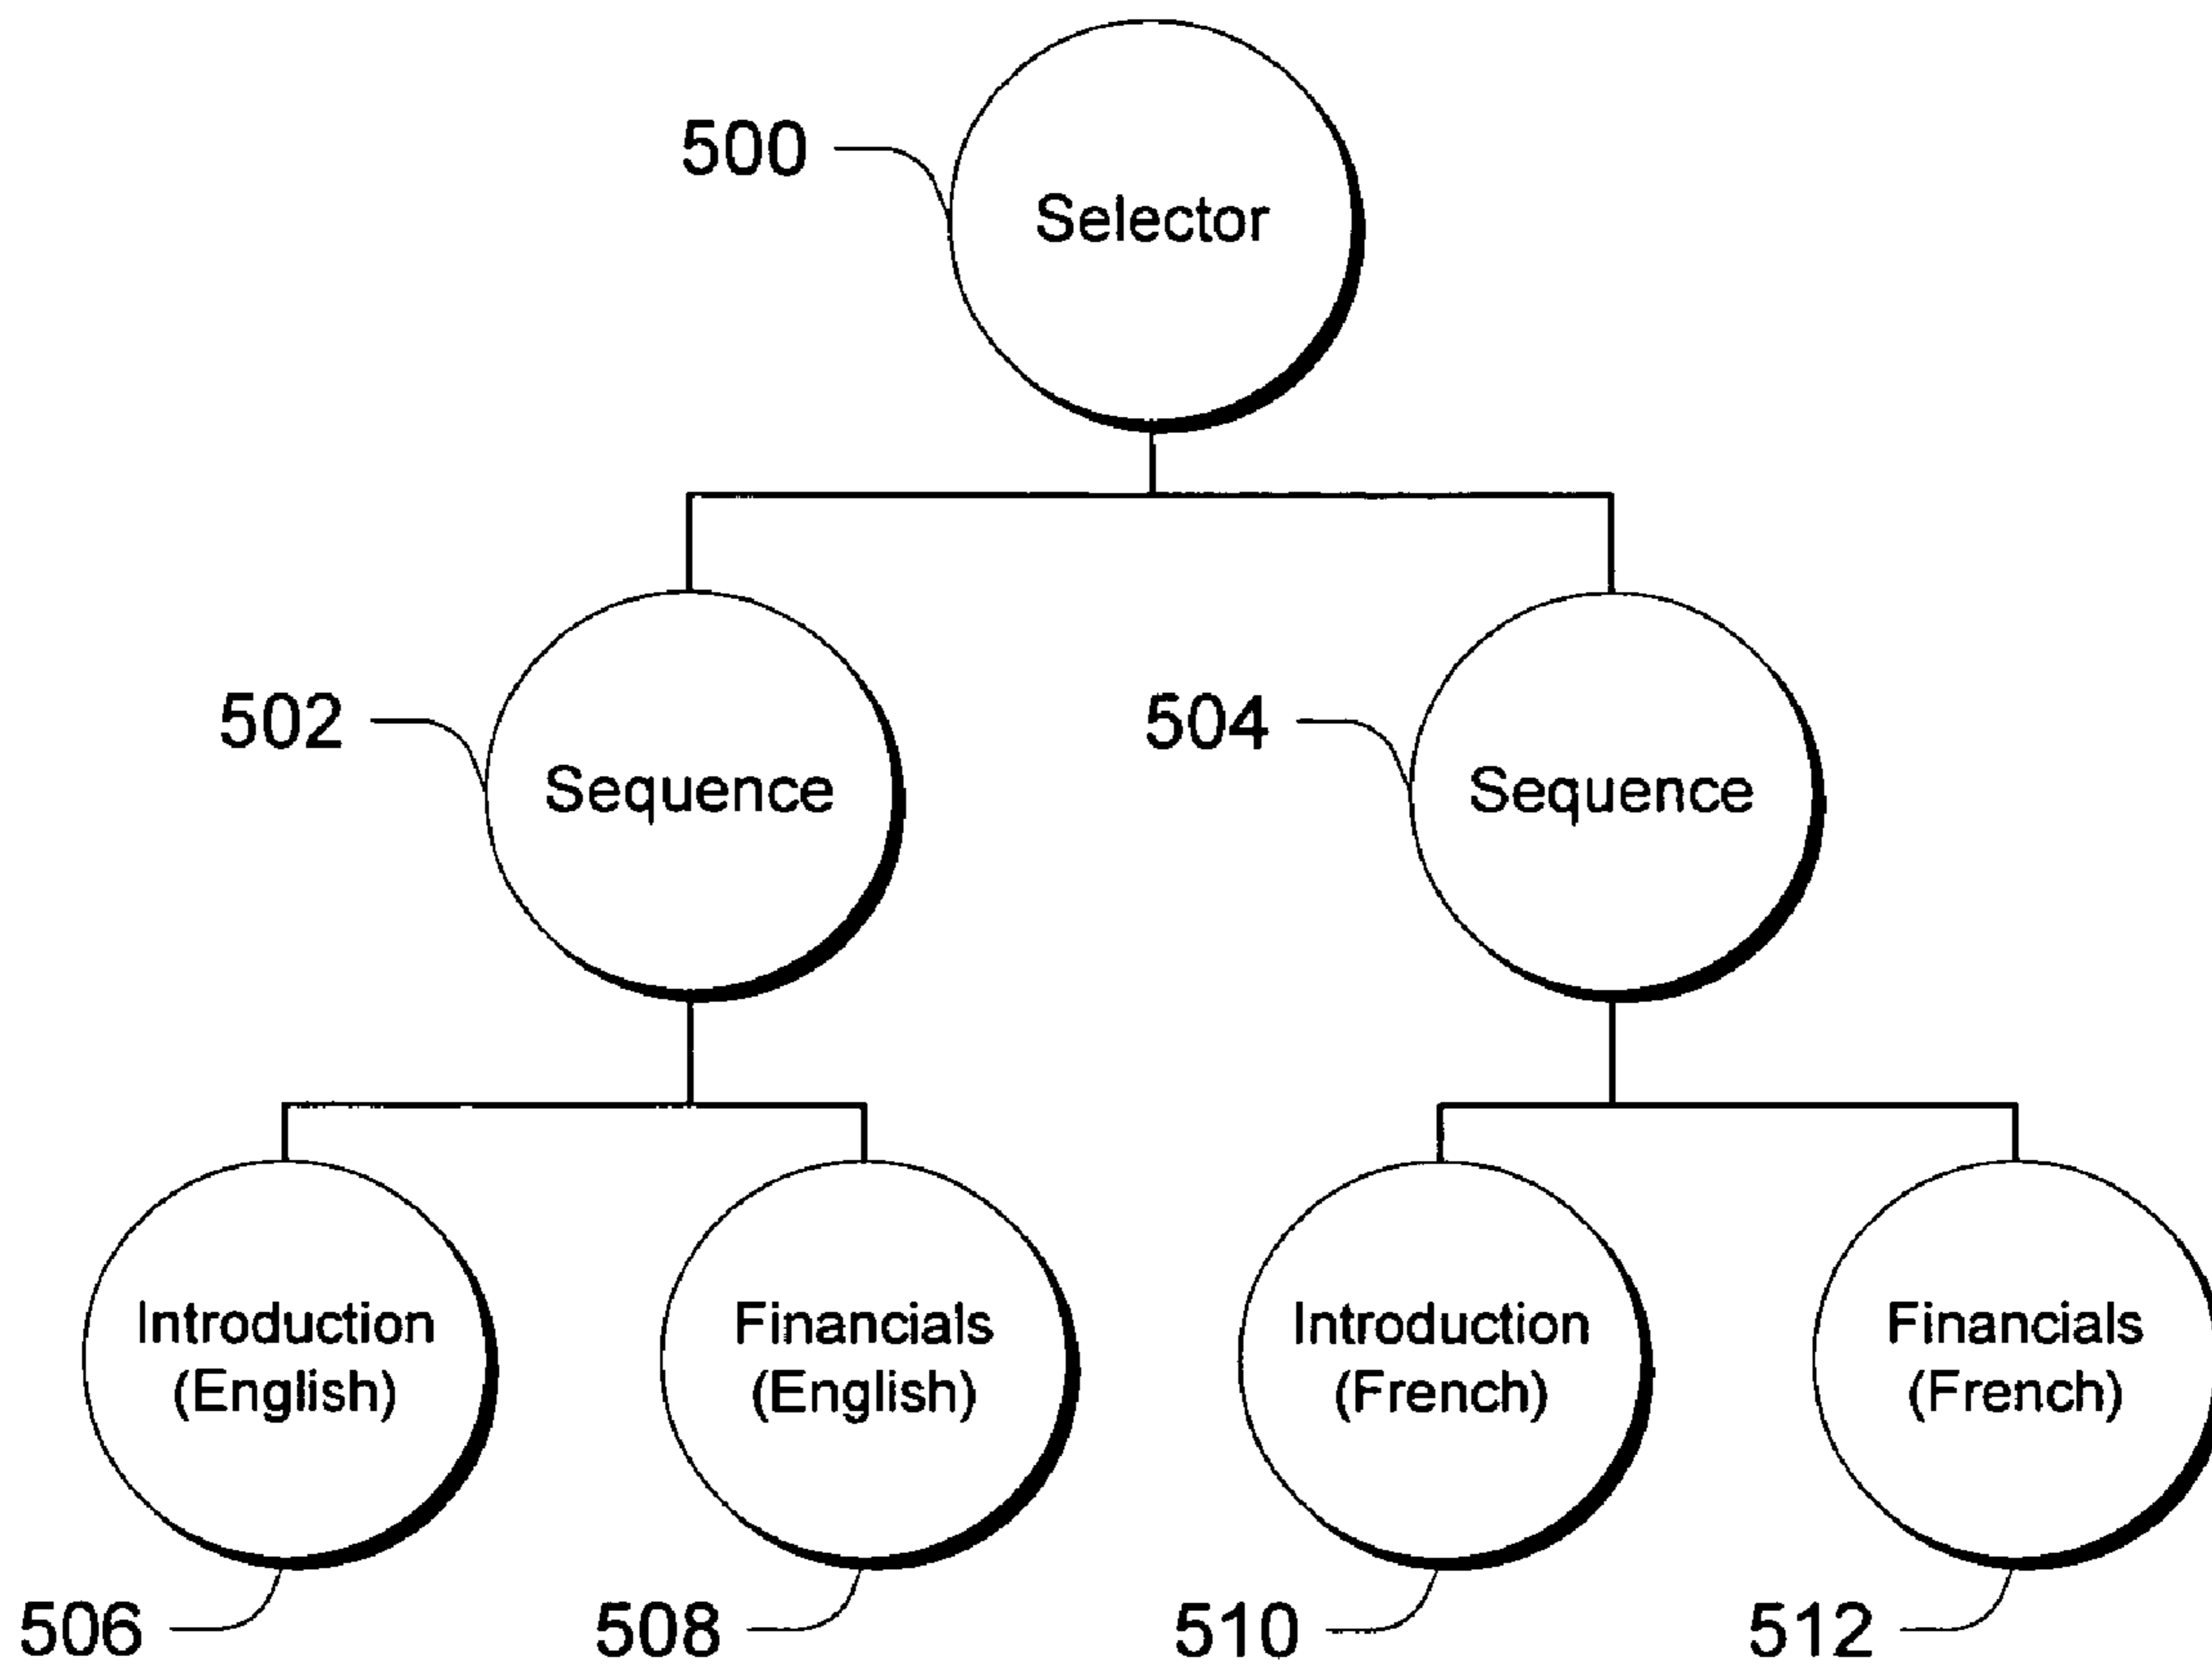 500
Selector
502
Sequence
504
Sequence
Introduction
(English)
Financials
(English)
Introduction
(French)
Financials
(French)
506
508
510
512